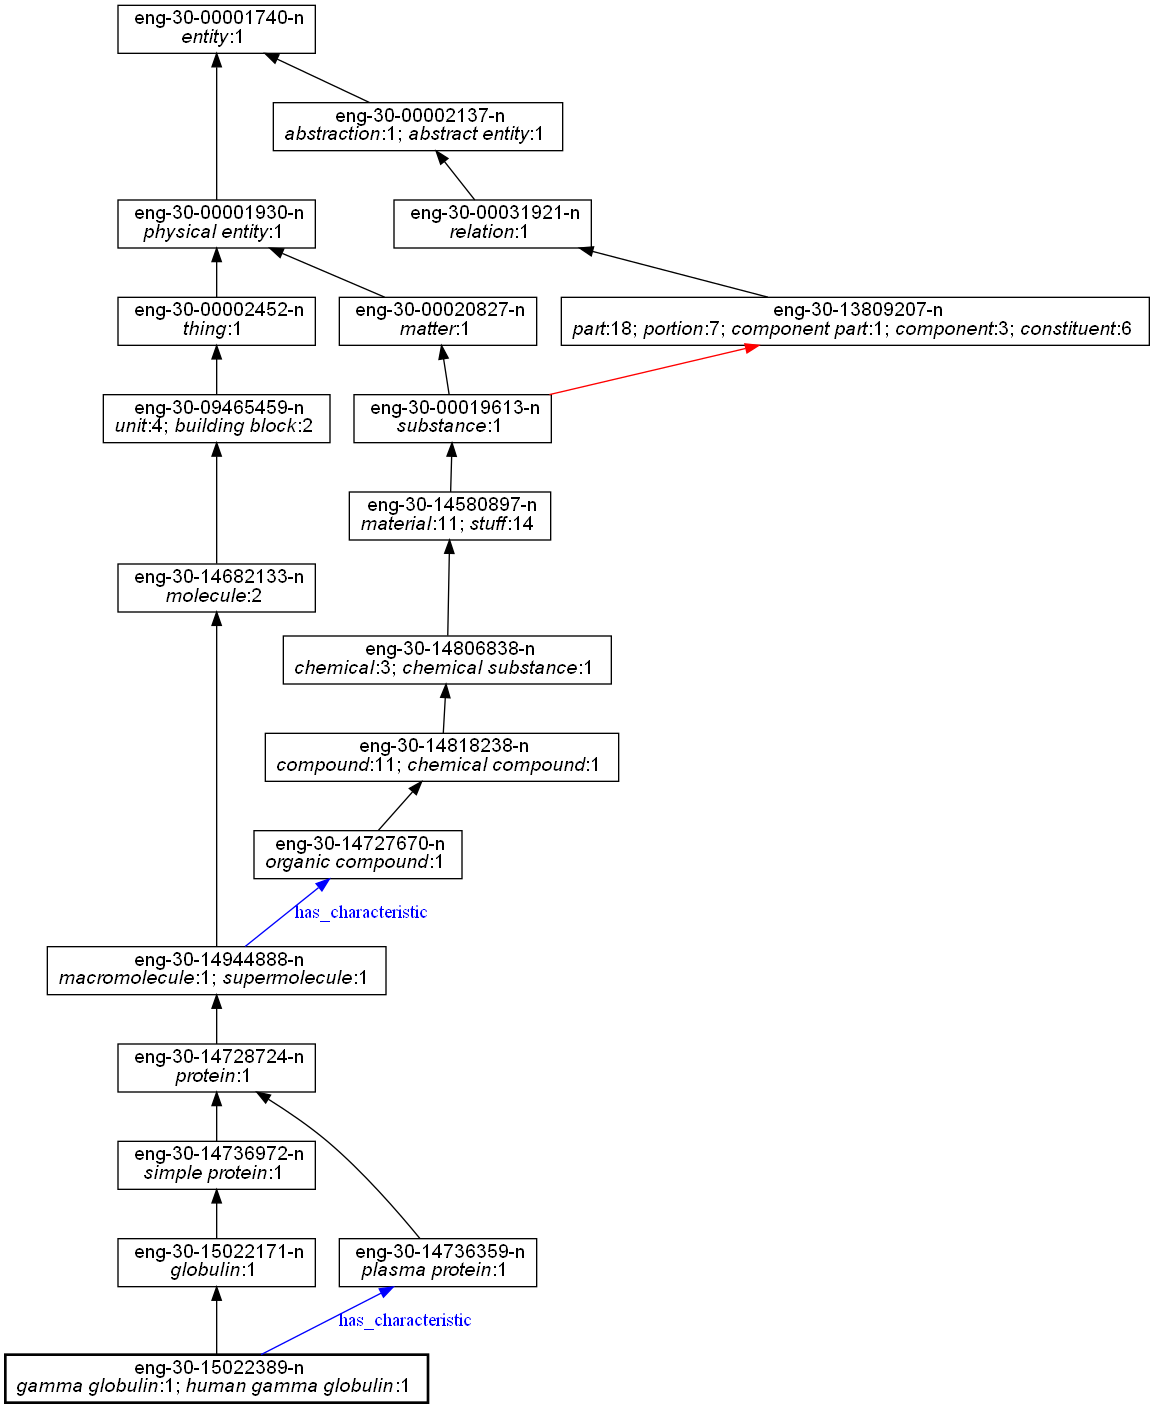 eng-30-00001740-n
entity:1
eng-30-00002137-n
abstraction:1; abstract entity:1
eng-30-00001930-n
physical entity:1
eng-30-00031921-n
relation:1
eng-30-00002452-n
thing:1
eng-30-00020827-n
matter:1
eng-30-13809207-n
part:18; portion:7; component part:1; component:3; constituent:6
eng-30-09465459-n
unit:4; building block:2
eng-30-00019613-n
substance:1
eng-30-14580897-n
material:11; stuff:14
eng-30-14682133-n
molecule:2
eng-30-14806838-n
chemical:3; chemical substance:1
eng-30-14818238-n
compound:11; chemical compound:1
eng-30-14727670-n
organic compound:1
has_characteristic
eng-30-14944888-n
macromolecule:1; supermolecule:1
eng-30-14728724-n
protein:1
eng-30-14736972-n
simple protein:1
eng-30-15022171-n
globulin:1
eng-30-14736359-n
plasma protein:1
has_characteristic
eng-30-15022389-n
gamma globulin:1; human gamma globulin:1